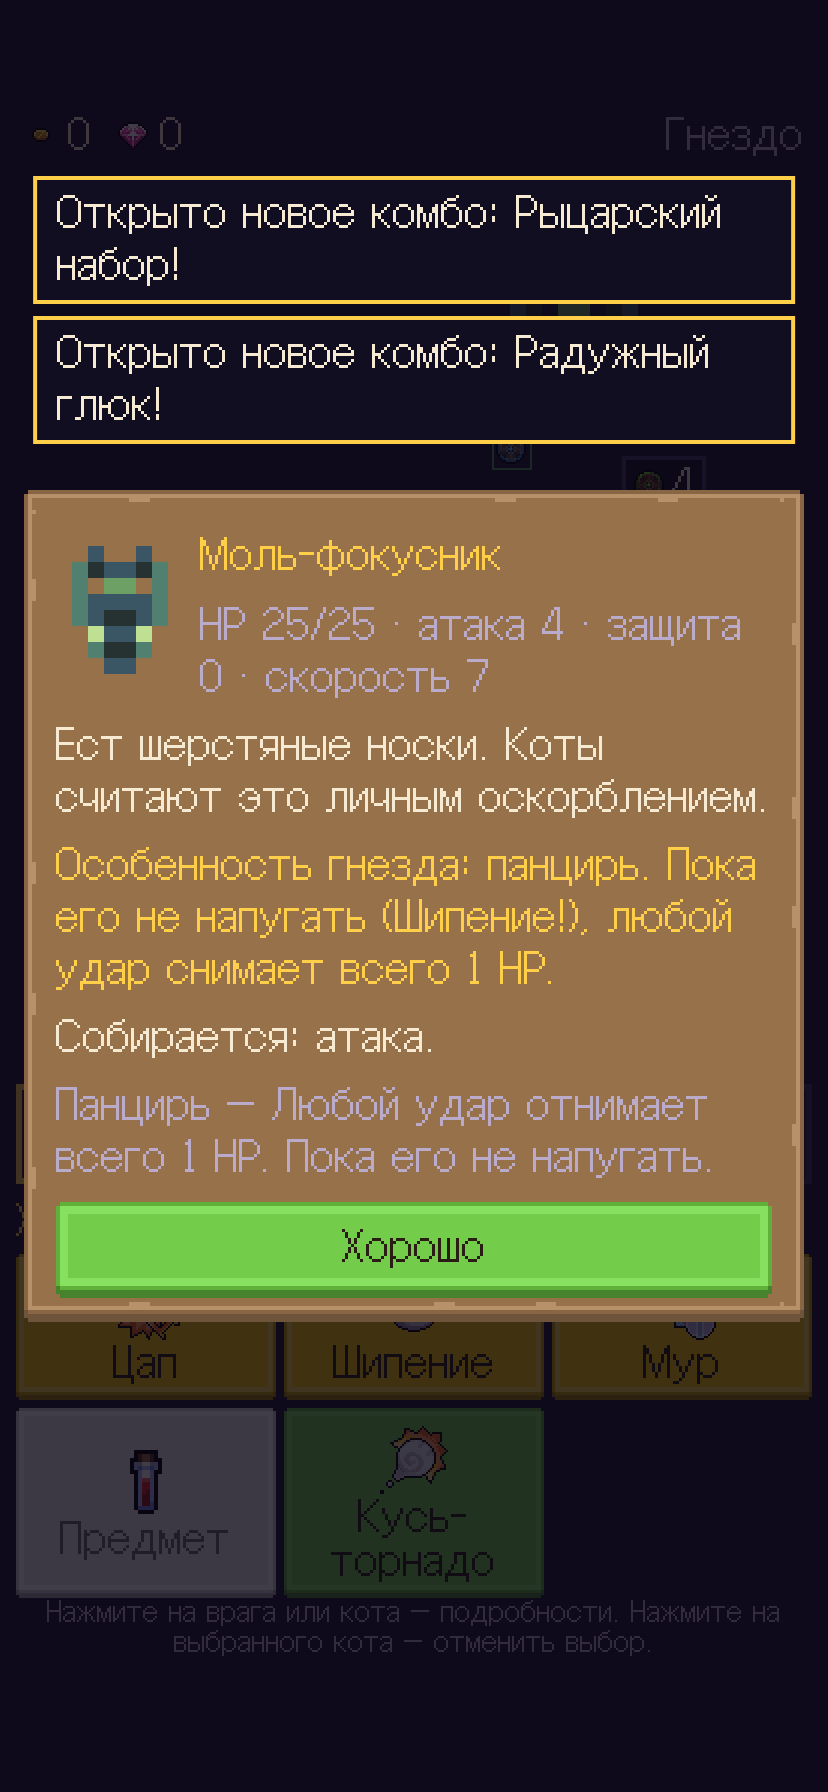 0 0 Гнездо
Открыто новое комбо: Рыцарский
набор!
Открыто новое комбо: Радужный
глюк!
4
Моль-фокусник
HP 25/25 · атака 4 · защита
0 · скорость 7
Ест шерстяные носки. Коты
считают это личным оскорблением.
Особенность гнезда: панцирь. Пока
его не напугать (Шипение!), любой
удар снимает всего 1 HP.
Собирается: атака.
Панцирь — Любой удар отнимает
всего 1 HP. Пока его не напугать.
Хорошо
Цап Шипение Мур
Предмет
Кусь-
торнадо
Нажмите на врага или кота — подробности. Нажмите на
выбранного кота — отменить выбор.